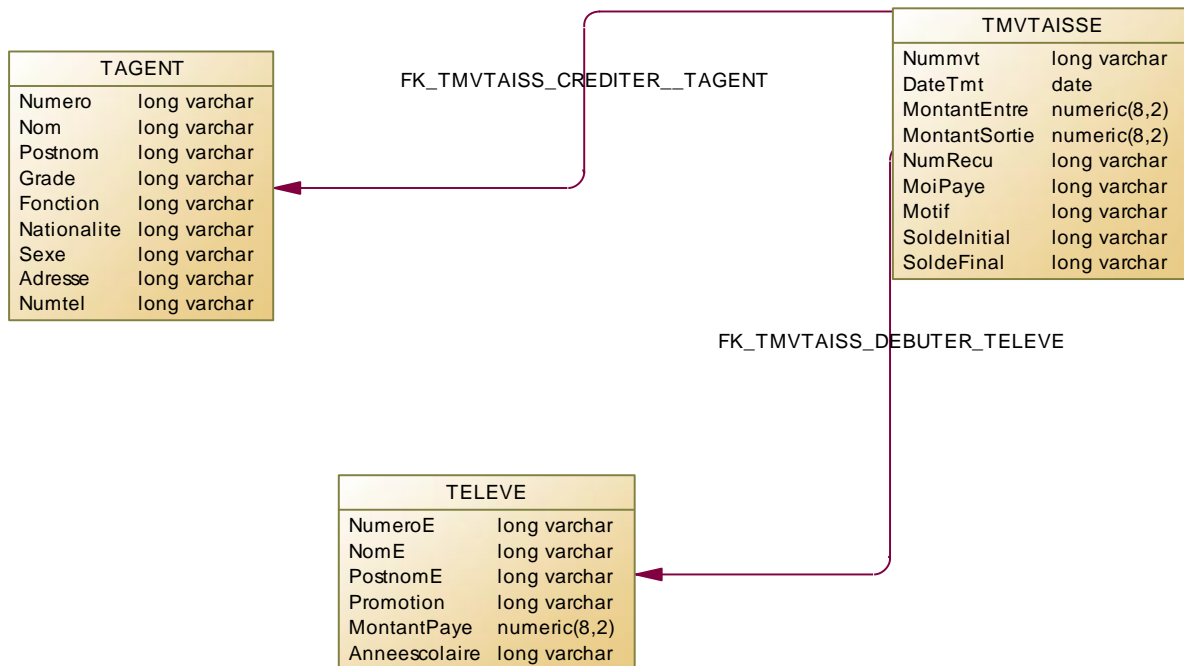 TAGENT
Numero long varchar
Nom long varchar
Postnom long varchar
Grade long varchar
Fonction long varchar
Nationalite long varchar
Sexe long varchar
Adresse long varchar
Numtel long varchar
FK_TMVTAISS_CREDITER__TAGENT
TMVTAISSE
Nummvt long varchar
DateTmt date
MontantEntre numeric(8,2)
MontantSortie numeric(8,2)
NumRecu long varchar
MoiPaye long varchar
Motif long varchar
SoldeInitial long varchar
SoldeFinal long varchar
FK_TMVTAISS_DEBUTER_TELEVE
TELEVE
NumeroE long varchar
NomE long varchar
PostnomE long varchar
Promotion long varchar
MontantPaye numeric(8,2)
Anneescolaire long varchar